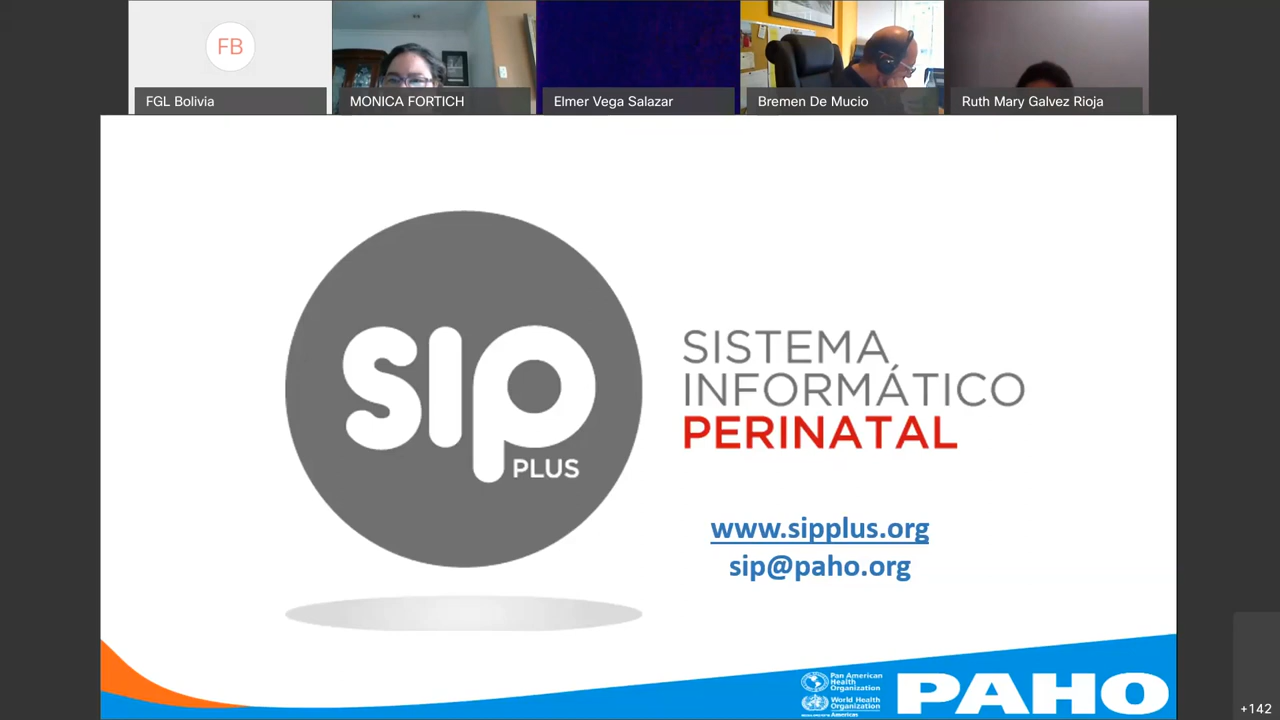 FB
FGL Bolivia
MONICA FORTICH
Elmer Vega Salazar
Bremen De Mucio
Ruth Mary Galvez Rioja
sip
PLUS
SISTEMA
INFORMÁTICO
PERINATAL
www.sipplus.org
sip@paho.org
Pan American
Health
Organization
World Health
Organization
Americas
PAHO
+142